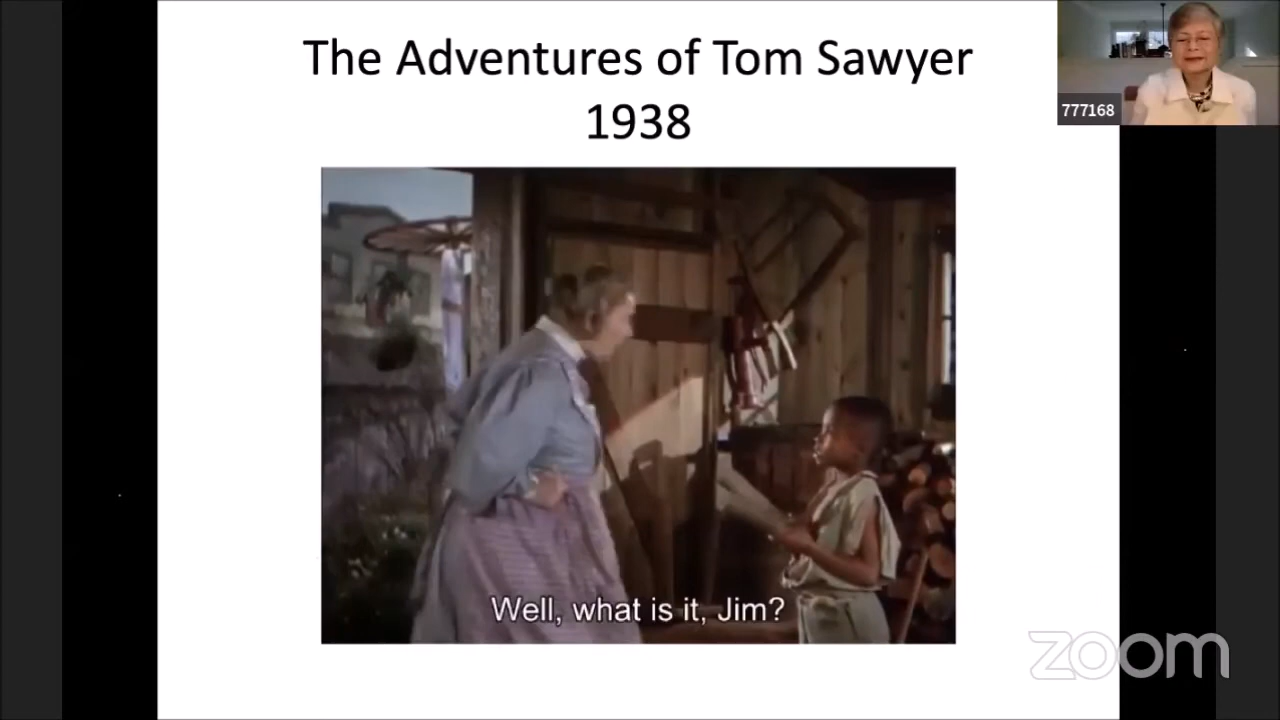 The Adventures of Tom Sawyer
1938
777168
Well, what is it, Jim?
zoom